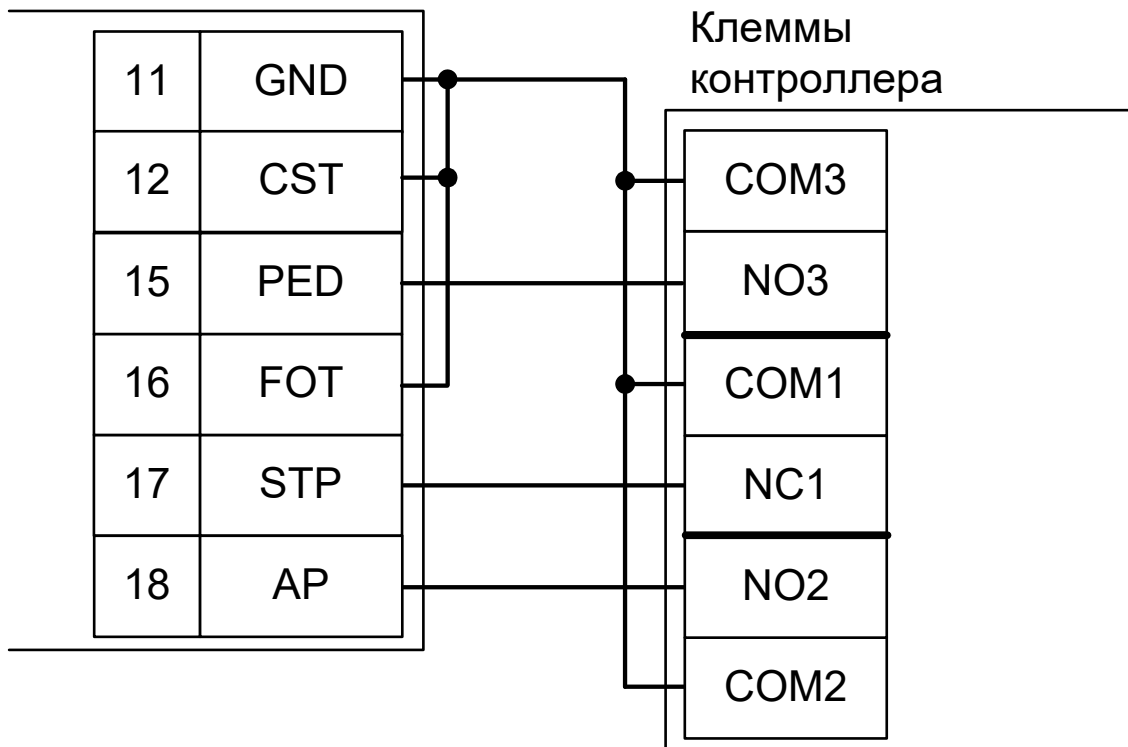 Клеммы
контроллера
11 GND
12 CST
15 PED
16 FOT
17 STP
18 AP
COM3
NO3
COM1
NC1
NO2
COM2